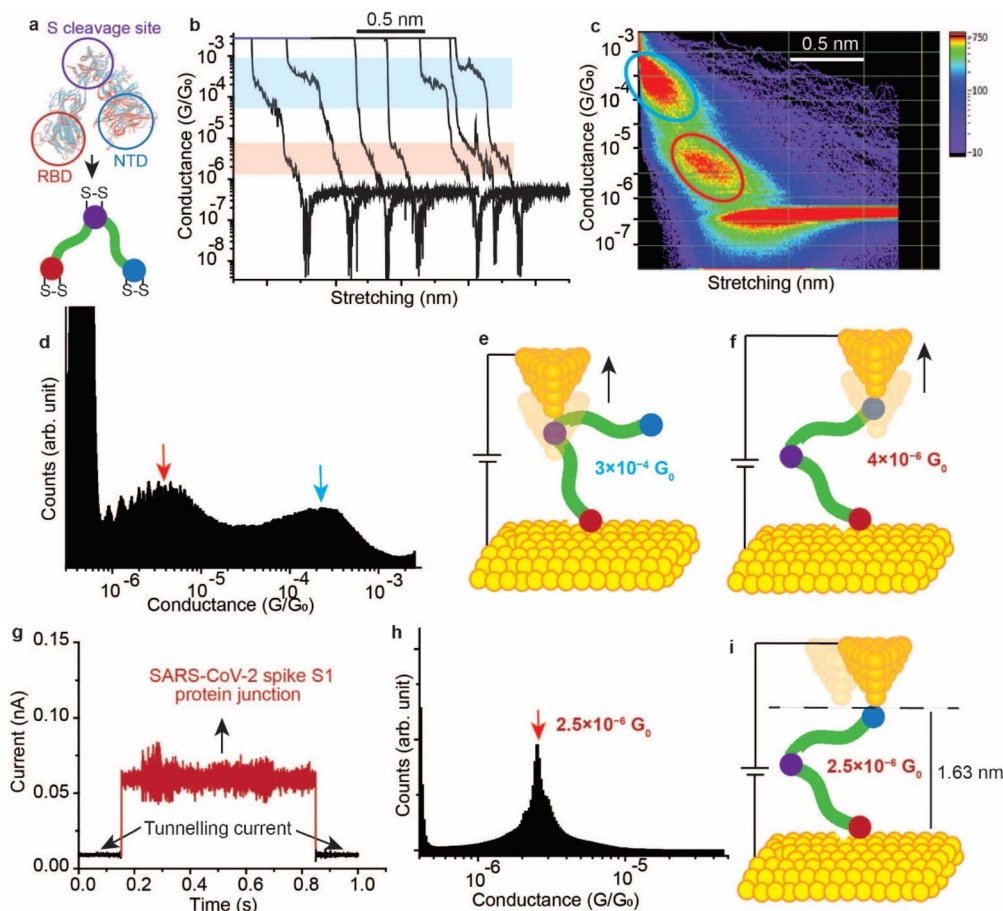 a
S cleavage site
RBD
NTD
S-S
S-S
S-S
b
0.5 nm
10⁻³
10⁻⁴
10⁻⁵
10⁻⁶
10⁻⁷
10⁻⁸
Conductance (G/G₀)
Stretching (nm)
c
0.5 nm
10⁻³
10⁻⁴
10⁻⁵
10⁻⁶
10⁻⁷
Conductance (G/G₀)
Stretching (nm)
750
100
10
d
Counts (arb. unit)
10⁻⁶
10⁻⁵
10⁻⁴
10⁻³
Conductance (G/G₀)
e
3×10⁻⁴ G₀
f
4×10⁻⁶ G₀
g
0.15
0.10
0.05
0.00
Current (nA)
SARS-CoV-2 spike S1
protein junction
Tunnelling current
0.0
0.2
0.4
0.6
0.8
1.0
Time (s)
h
Counts (arb. unit)
2.5×10⁻⁶ G₀
10⁻⁶
10⁻⁵
Conductance (G/G₀)
i
2.5×10⁻⁶ G₀
1.63 nm